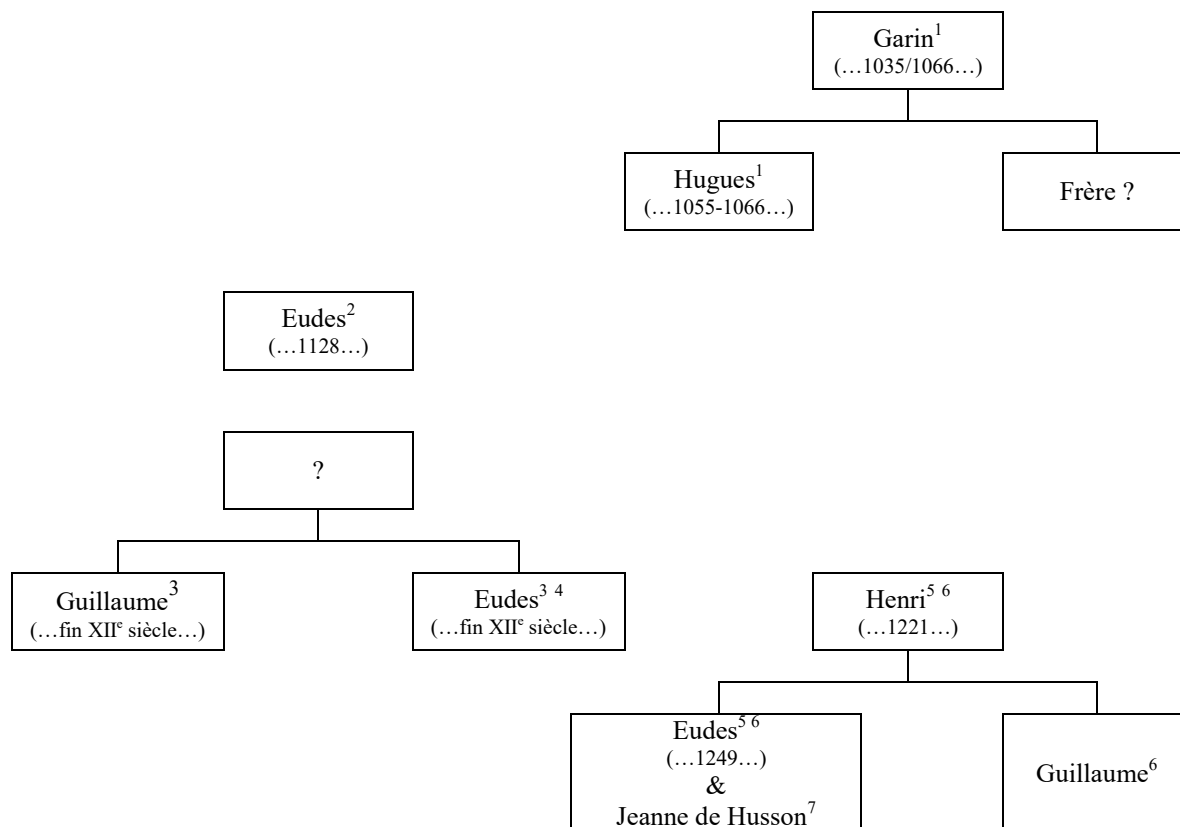 Garin¹
(…1035/1066…)
Hugues¹
(…1055-1066…)
Frère ?
Eudes²
(…1128…)
?
Guillaume³
(…fin XIIᵉ siècle…)
Eudes³ ⁴
(…fin XIIᵉ siècle…)
Henri⁵ ⁶
(…1221…)
Eudes⁵ ⁶
(…1249…)
&
Jeanne de Husson⁷
Guillaume⁶